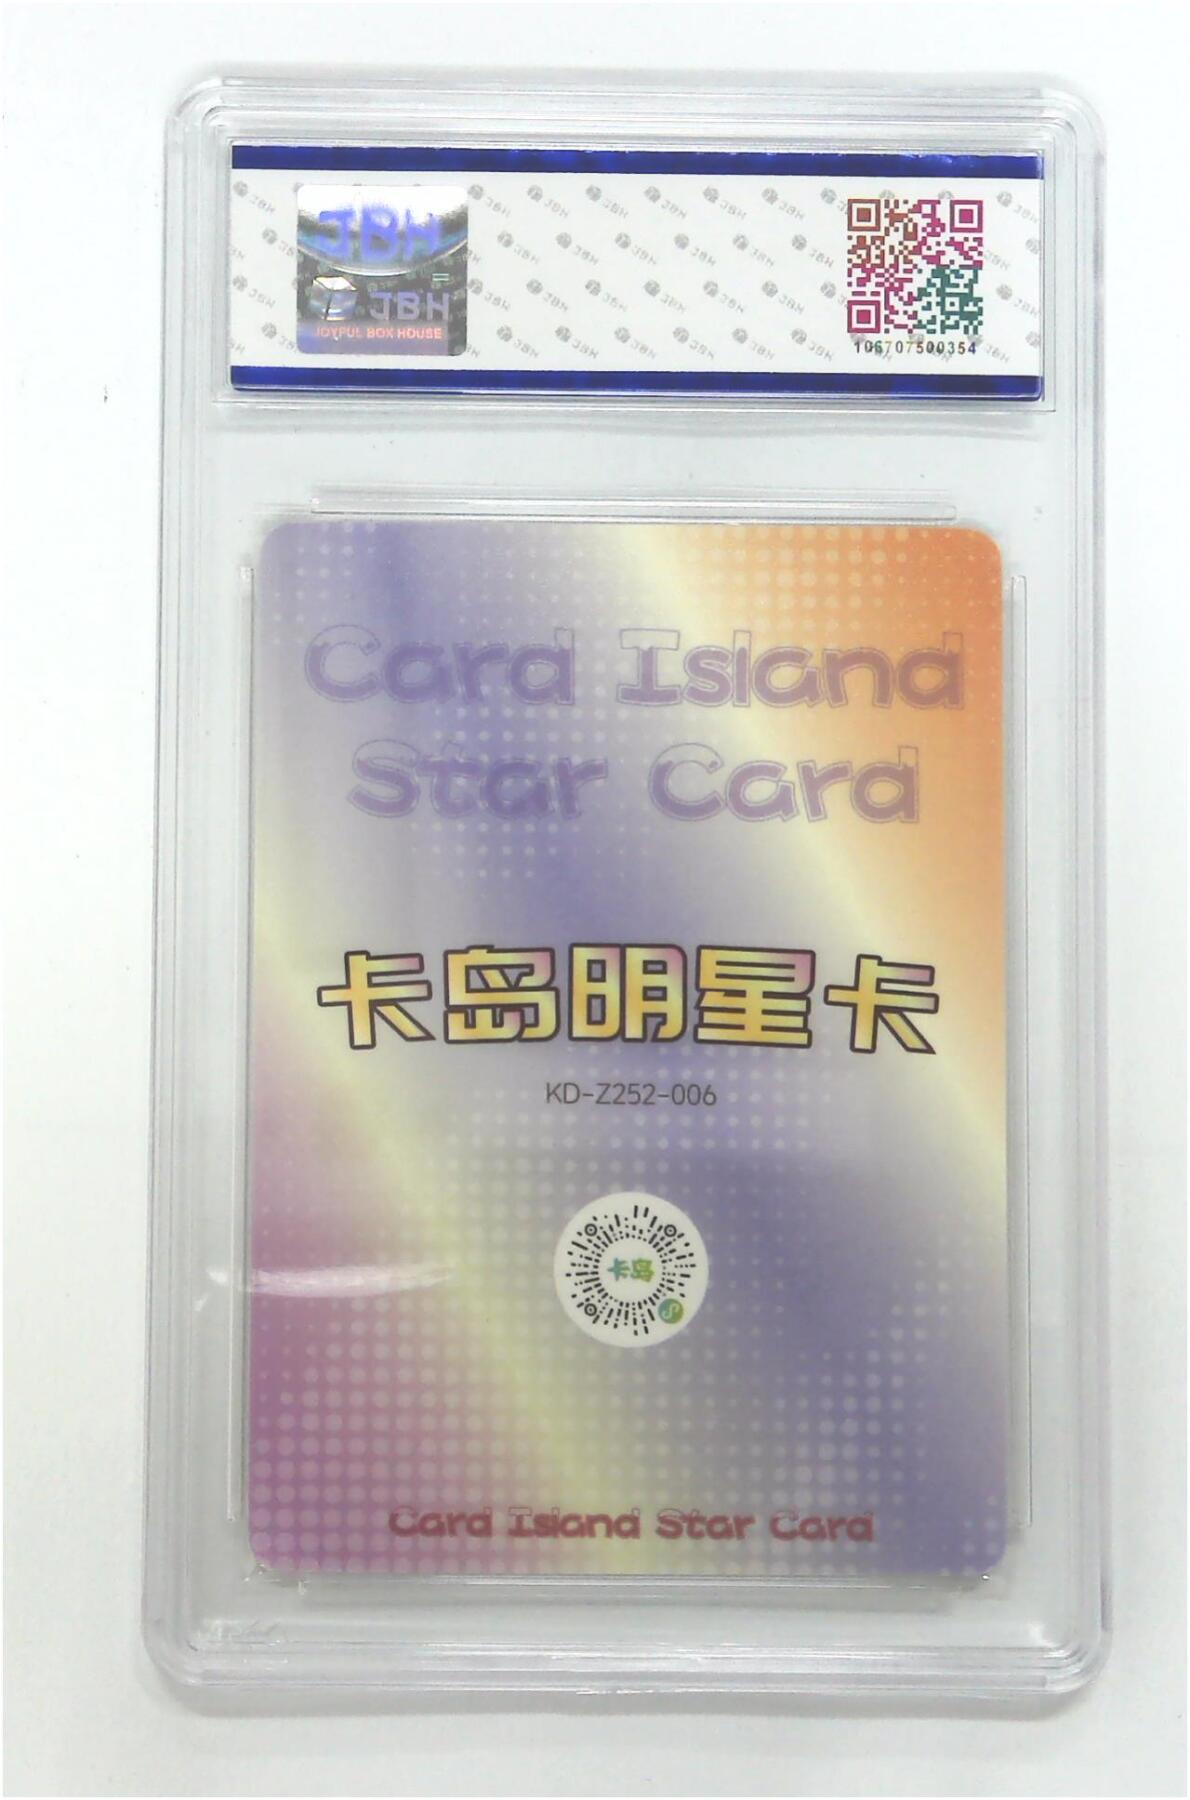 JBH
JBH
JOYFUL BOX HOUSE
106707500354
Card Island
Star Card
卡岛明星卡
KD-Z252-006
卡岛
Card Island Star Card